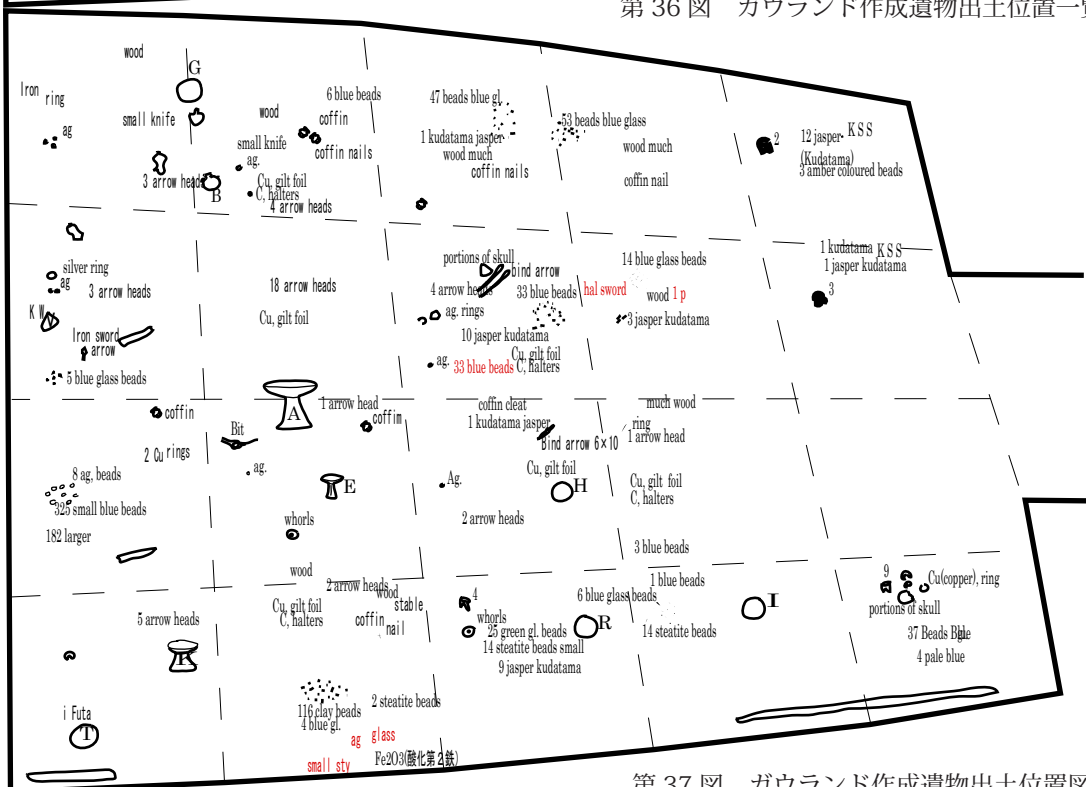 第 36 図　ガウランド作成遺物出土位置一覧
wood
G
Iron ring
ag
small knife
3 arrow heads
B
wood
small knife
ag.
Cu, gilt foil
C, halters
4 arrow heads
6 blue beads
coffin
coffin nails
47 beads blue gl.
1 kudatama jasper
wood much
coffin nails
53 beads blue glass
wood much
coffin nail
2
12 jasper K S S
(Kudatama)
3 amber coloured beads
silver ring
ag
3 arrow heads
K W
Iron sword
arrow
5 blue glass beads
18 arrow heads
Cu, gilt foil
portions of skull
bind arrow
4 arrow heads
33 blue beads
ag. rings
10 jasper kudatama
Cu, gilt foil
C, halters
ag.
33 blue beads
hal sword
14 blue glass beads
wood 1 p
3 jasper kudatama
1 kudatama K S S
1 jasper kudatama
3
coffin
2 Cu rings
8 ag, beads
325 small blue beads
182 larger
A
Bit
ag.
1 arrow head
coffim
E
whorls
wood
coffin cleat
1 kudatama jasper
Bind arrow 6×10
Cu, gilt foil
H
Ag.
2 arrow heads
much wood
ring
1 arrow head
Cu, gilt foil
C, halters
3 blue beads
5 arrow heads
K
i Futa
T
2 arrow heads
wood
Cu, gilt foil
C, halters
stable
coffin nail
116 clay beads
4 blue gl.
2 steatite beads
ag glass
small sty
Fe2O3(酸化第2鉄)
4
whorls
25 green gl. beads
14 steatite beads small
9 jasper kudatama
6 blue glass beads
R
1 blue beads
14 steatite beads
I
9
Cu(copper), ring
portions of skull
37 Beads Blue
4 pale blue
第 37 図　ガウランド作成遺物出土位置図